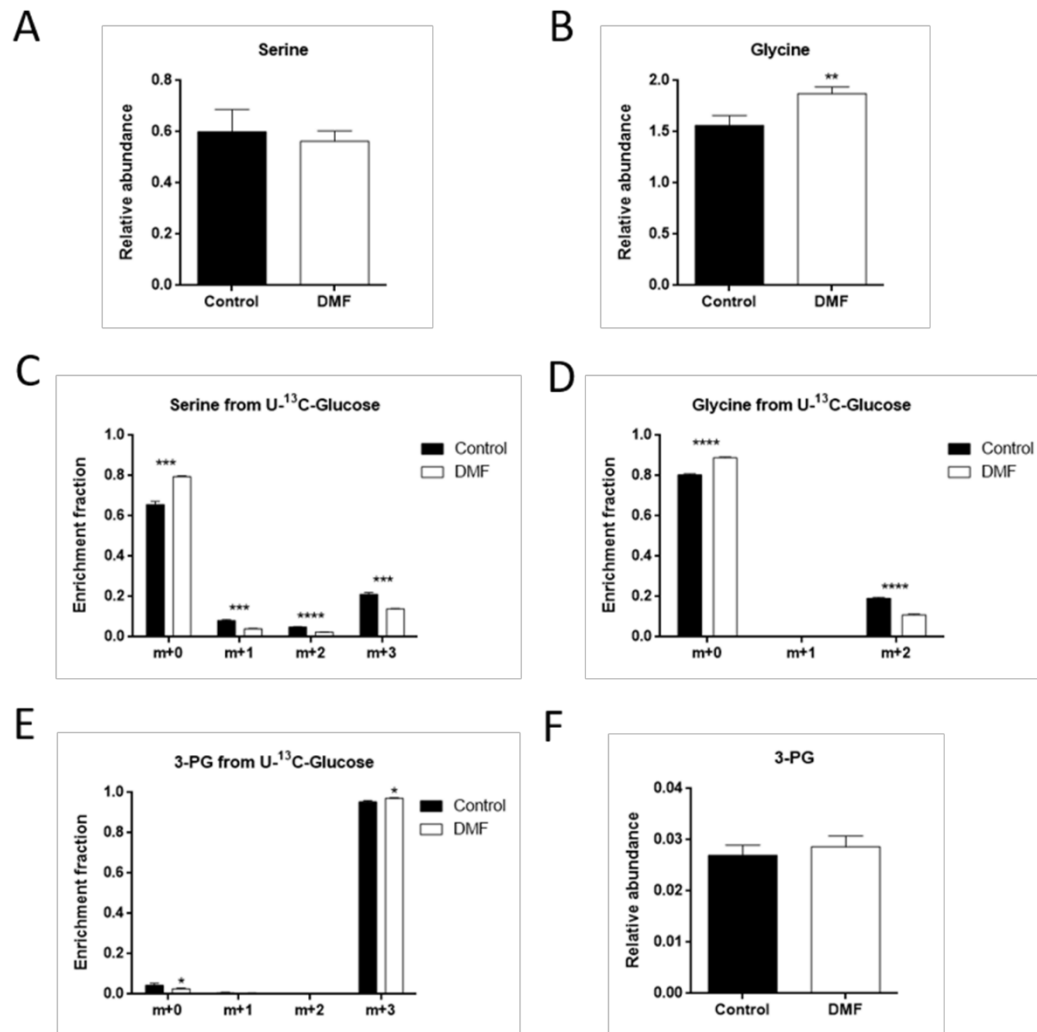 A
Serine
Relative abundance
0.8
0.6
0.4
0.2
0.0
Control DMF
B
Glycine
Relative abundance
**
2.0
1.5
1.0
0.5
0.0
Control DMF
C
Serine from U-¹³C-Glucose
Enrichment fraction
1.0
0.8
0.6
0.4
0.2
0.0
***
***
****
***
m+0 m+1 m+2 m+3
Control
DMF
D
Glycine from U-¹³C-Glucose
Enrichment fraction
1.0
0.8
0.6
0.4
0.2
0.0
****
****
m+0 m+1 m+2
Control
DMF
E
3-PG from U-¹³C-Glucose
Enrichment fraction
1.0
0.8
0.6
0.4
0.2
0.0
*
*
m+0 m+1 m+2 m+3
Control
DMF
F
3-PG
Relative abundance
0.04
0.03
0.02
0.01
0.00
Control DMF